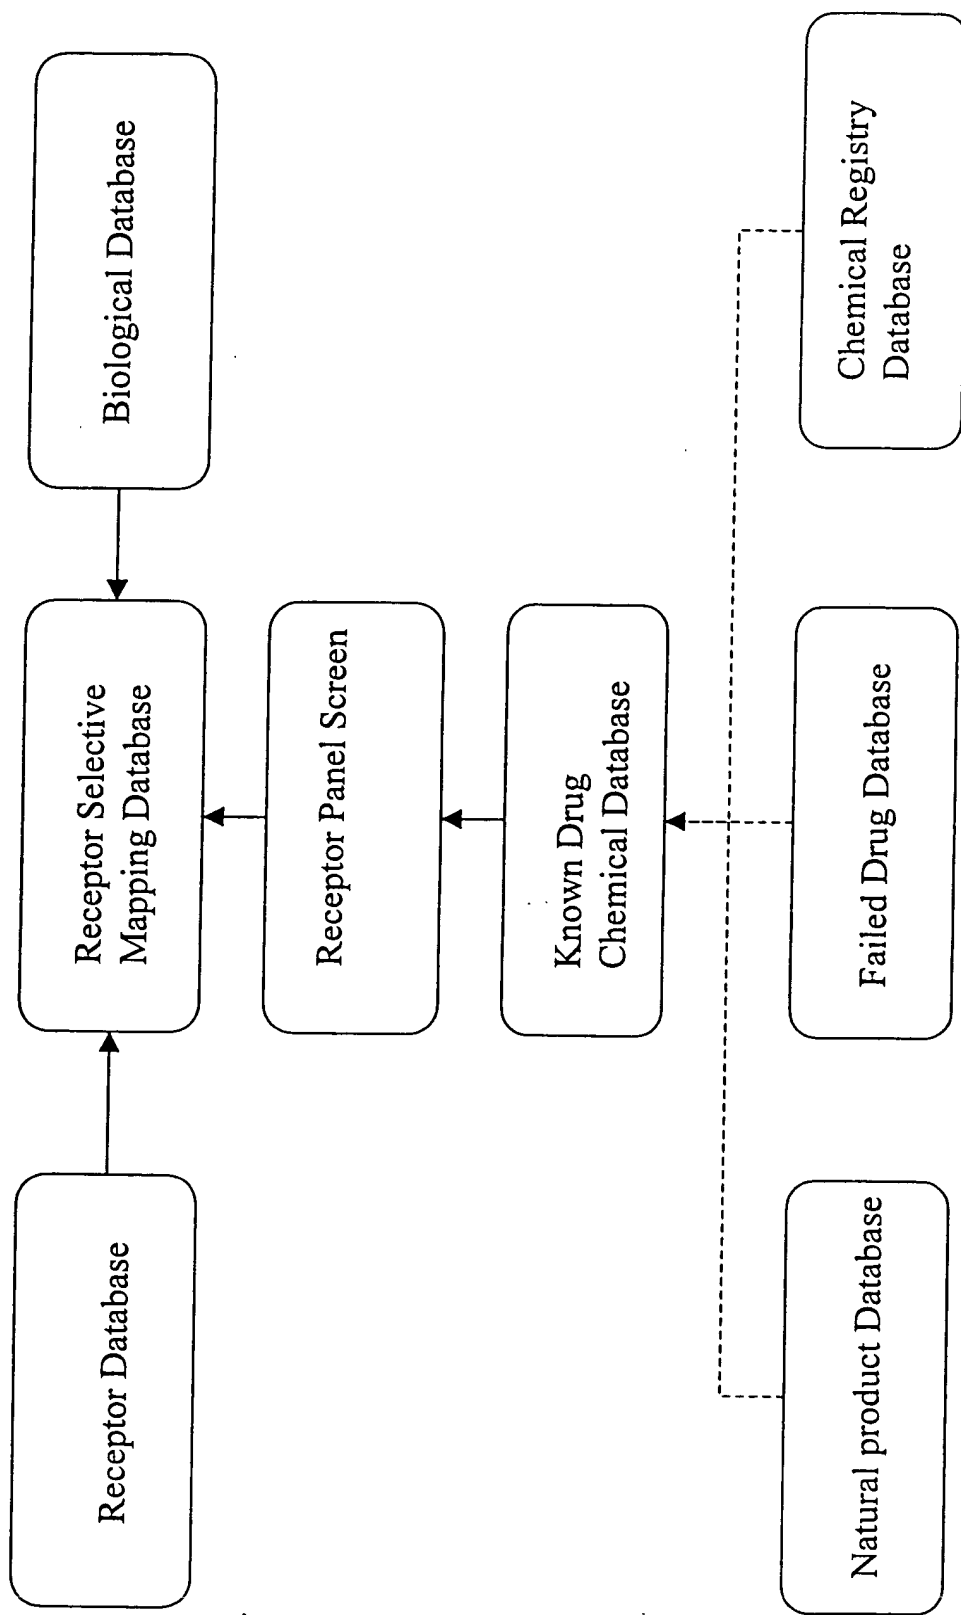 Receptor Database
Receptor Selective
Mapping Database
Biological Database
Receptor Panel Screen
Known Drug
Chemical Database
Natural product Database
Failed Drug Database
Chemical Registry
Database